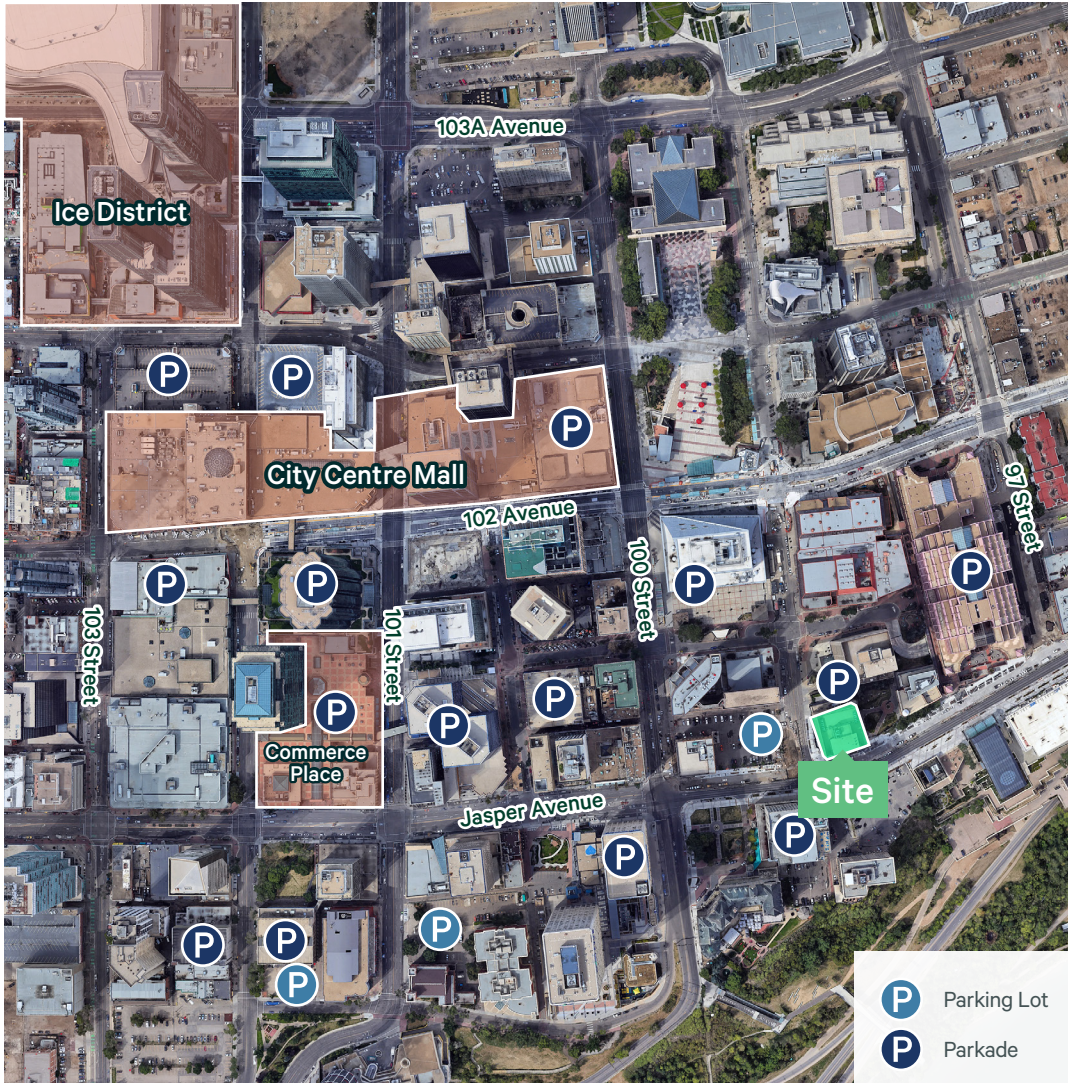 103A Avenue
Ice District
P
P
P
City Centre Mall
102 Avenue
97 Street
P
P
P
P
100 Street
103 Street
101 Street
P
P
P
P
P
Commerce
Place
Site
Jasper Avenue
P
P
P
P
P
P
P Parking Lot
P Parkade